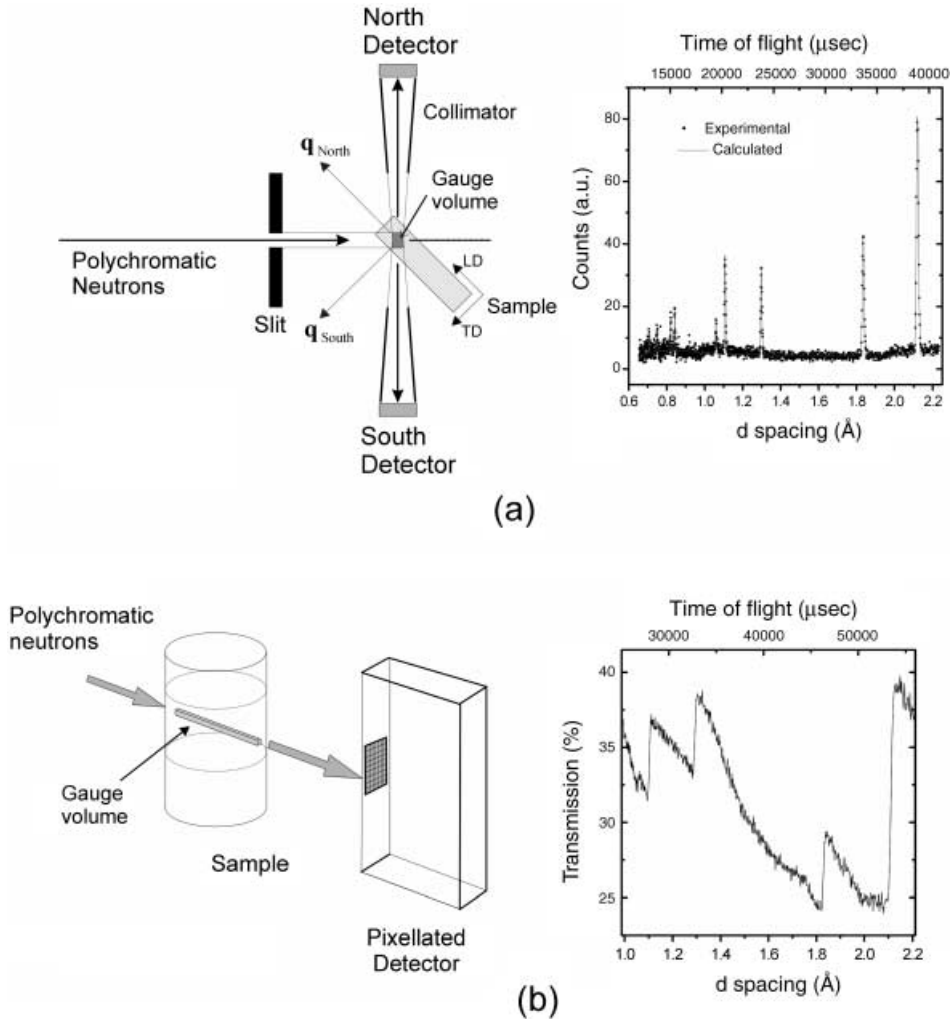 North
Detector
Collimator
q North
Gauge
volume
Polychromatic
Neutrons
LD
Sample
TD
Slit
q South
South
Detector
Time of flight (μsec)
15000 20000 25000 30000 35000 40000
80
60
40
20
0
Counts (a.u.)
Experimental
Calculated
0.6 0.8 1.0 1.2 1.4 1.6 1.8 2.0 2.2
d spacing (Å)
(a)
Polychromatic
neutrons
Gauge
volume
Sample
Pixellated
Detector
Time of flight (μsec)
30000 40000 50000
40
35
30
25
Transmission (%)
1.0 1.2 1.4 1.6 1.8 2.0 2.2
d spacing (Å)
(b)